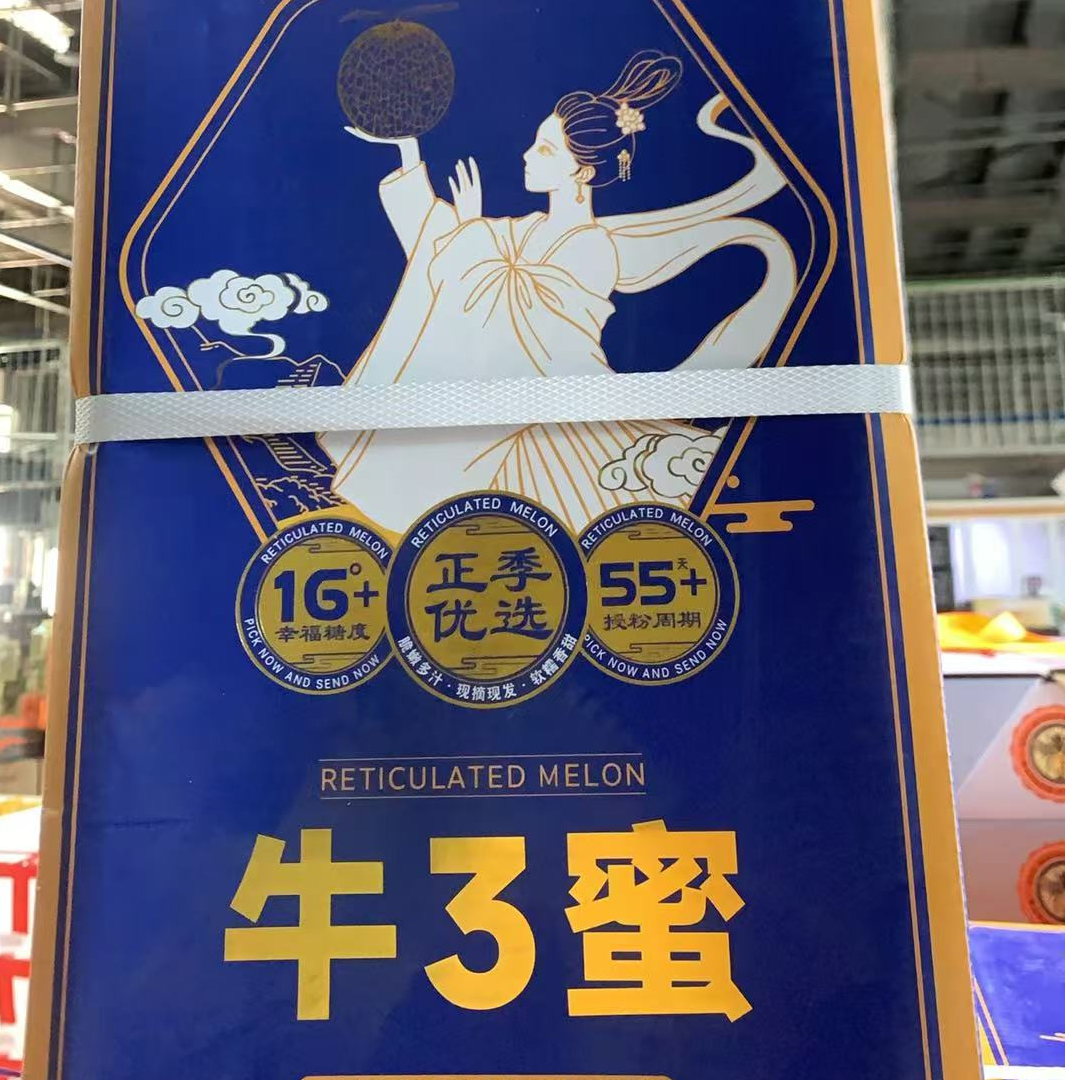 RETICULATED MELON
16°+
幸福糖度
PICK NOW AND SEND NOW
RETICULATED MELON
正季
优选
脆嫩多汁·现摘现发·软糯香甜
RETICULATED MELON
55天+
授粉周期
PICK NOW AND SEND NOW
RETICULATED MELON
牛3蜜